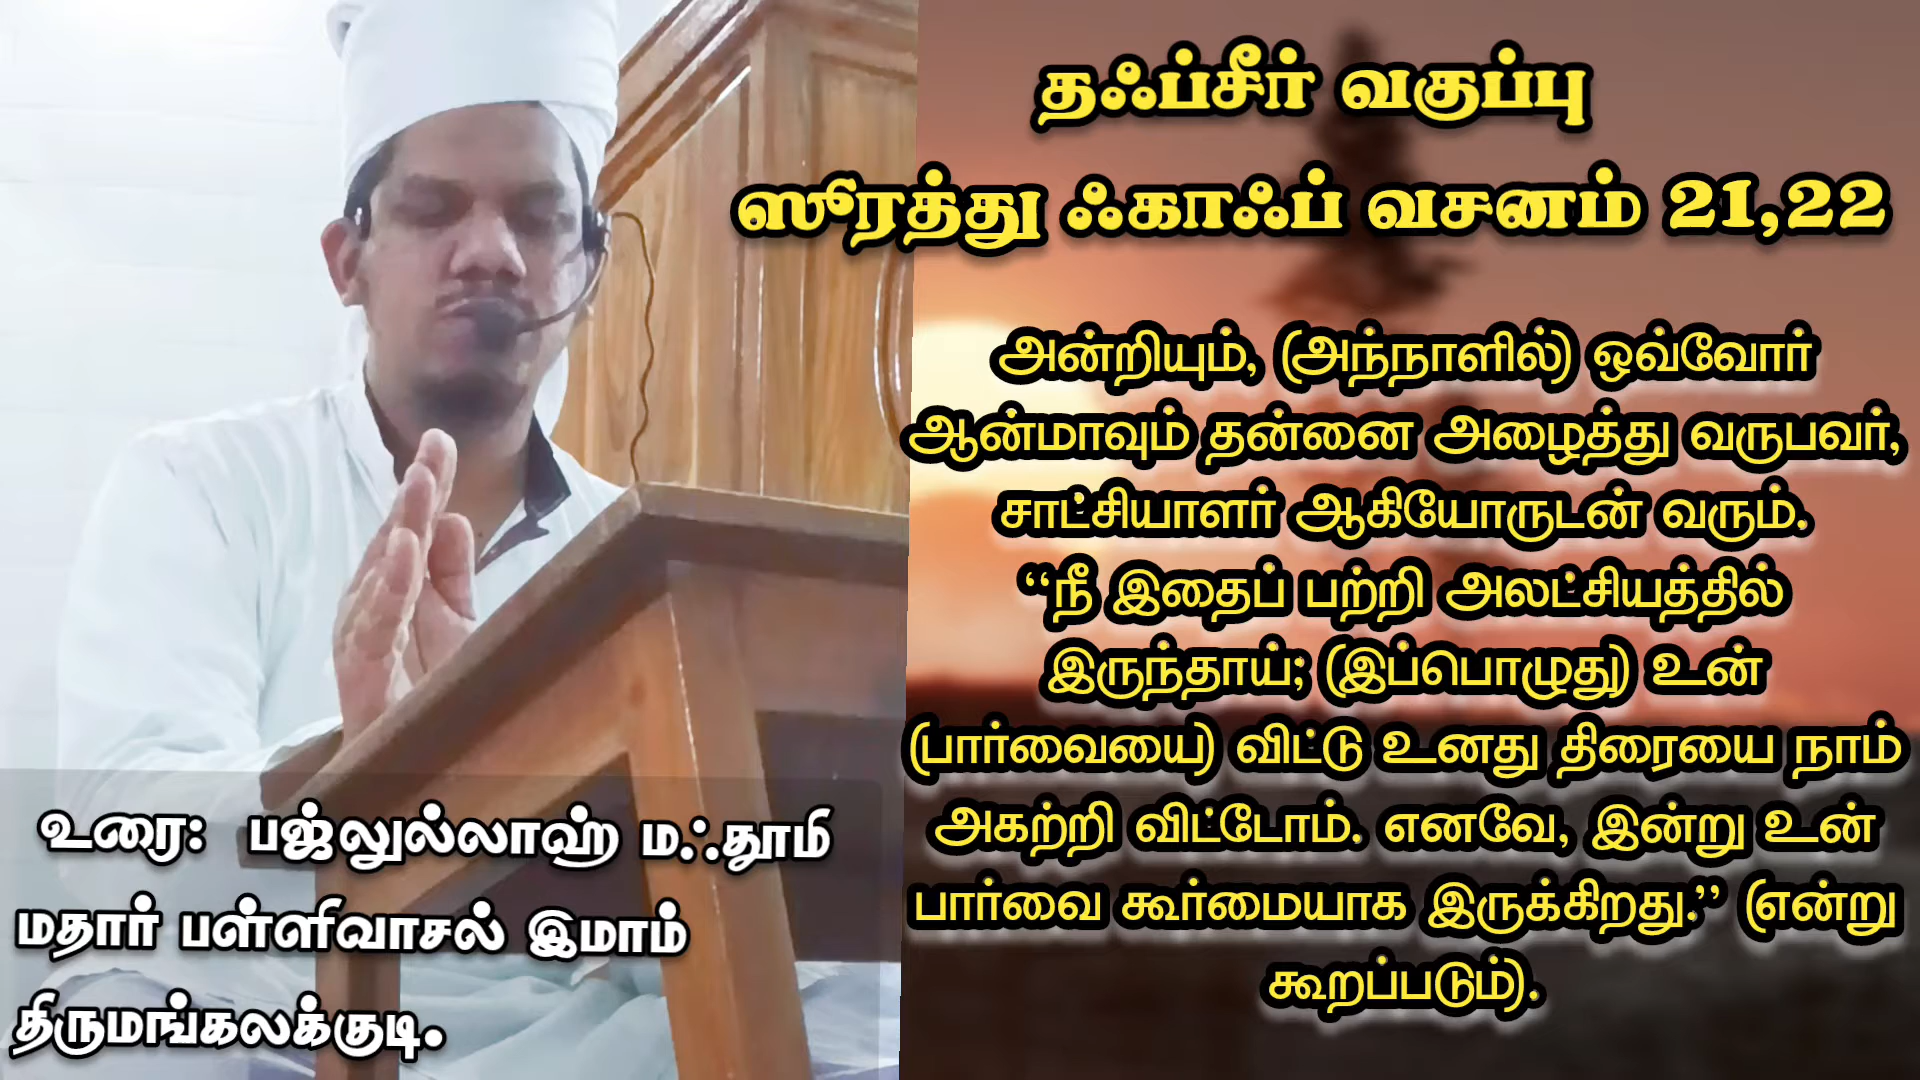 தஃப்சீர் வகுப்பு
ஸூரத்து ஃகாஃப் வசனம் 21,22
அன்றியும், (அந்நாளில்) ஒவ்வோர்
ஆன்மாவும் தன்னை அழைத்து வருபவர்,
சாட்சியாளர் ஆகியோருடன் வரும்.
“நீ இதைப் பற்றி அலட்சியத்தில்
இருந்தாய்; (இப்பொழுது) உன்
(பார்வையை) விட்டு உனது திரையை நாம்
அகற்றி விட்டோம். எனவே, இன்று உன்
பார்வை கூர்மையாக இருக்கிறது.” (என்று
கூறப்படும்).
உரை: பஜ்லுல்லாஹ் மஃதூமி
மதார் பள்ளிவாசல் இமாம்
திருமங்கலக்குடி.